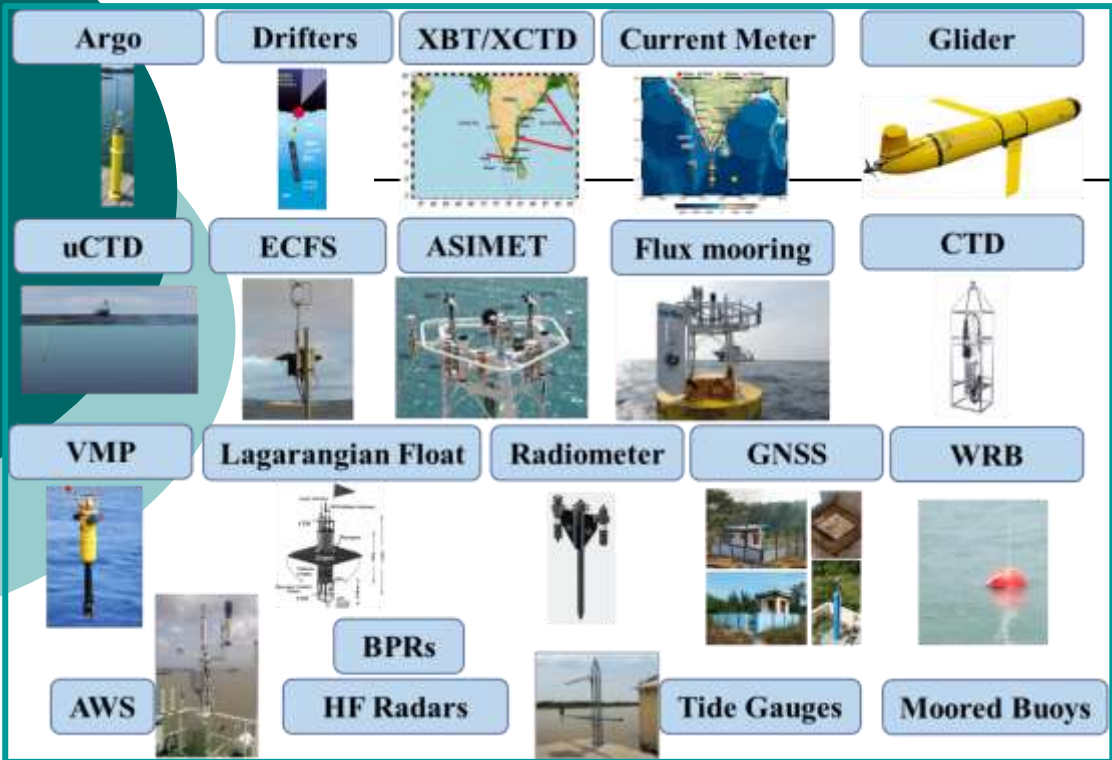 Argo
Drifters
XBT/XCTD
Current Meter
Glider
uCTD
ECFS
ASIMET
Flux mooring
CTD
VMP
Lagarangian Float
Radiometer
GNSS
WRB
BPRs
AWS
HF Radars
Tide Gauges
Moored Buoys